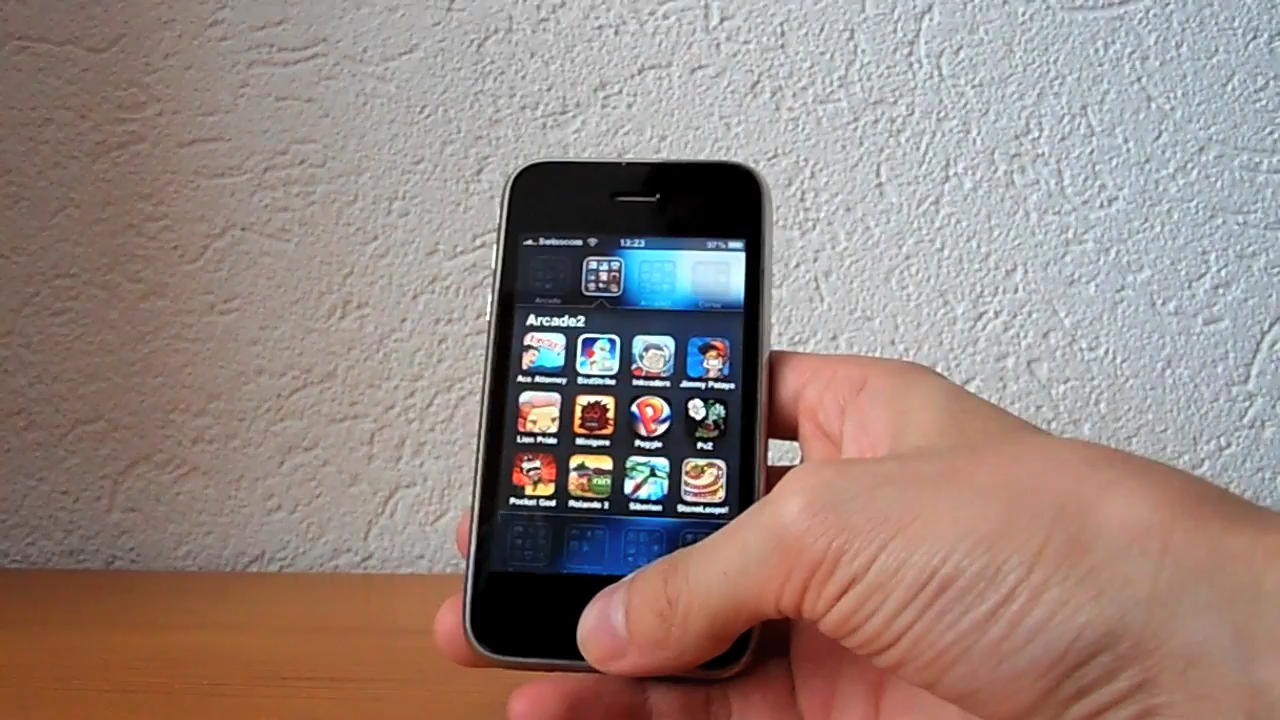 Swisscom 13:23 97%
Arcade
Arcade2
Ace Attorney BirdStrike Inkvaders Jimmy Pataya
Lion Pride Minigore Peggle PvZ
Pocket God Rolando 2 Siberian StoneLoops!